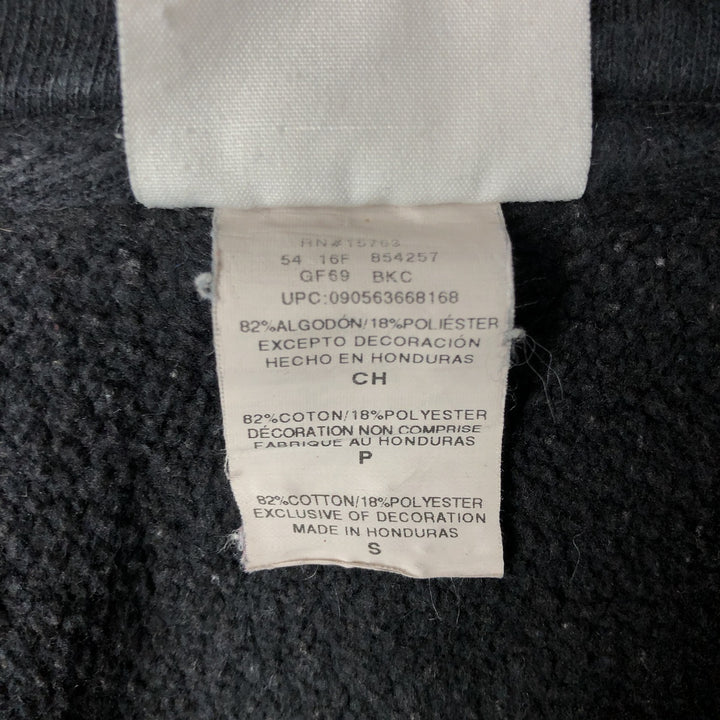 RN#15763
54 16F 854257
GF69 BKC
UPC:090563668168
82%ALGODÓN/18%POLIÉSTER
EXCEPTO DECORACIÓN
HECHO EN HONDURAS
CH
82%COTON/18%POLYESTER
DÉCORATION NON COMPRISE
FABRIQUÉ AU HONDURAS
P
82%COTTON/18%POLYESTER
EXCLUSIVE OF DECORATION
MADE IN HONDURAS
S